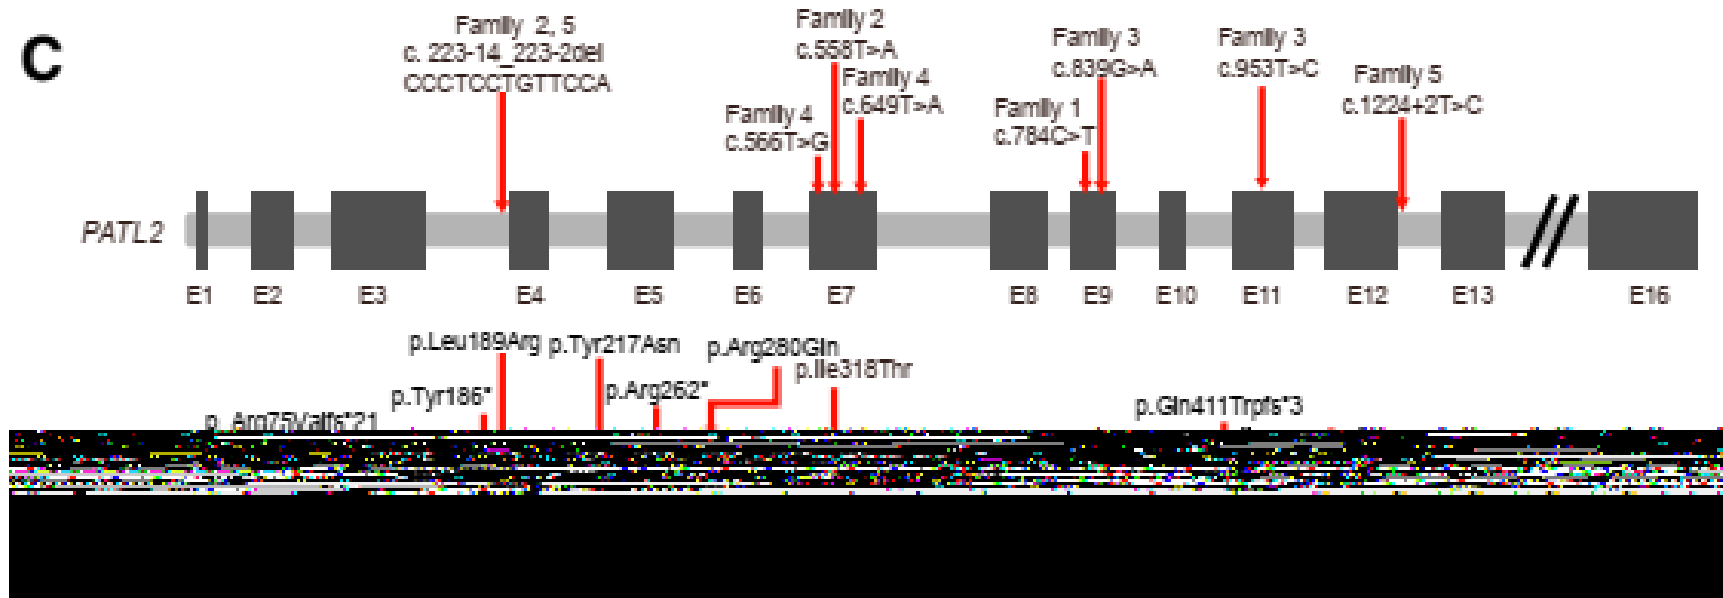 C
Family 2, 5
c. 223-14_223-2del
CCCTCCTGTTCCA
Family 2
c.558T>A
Family 4
c.649T>A
Family 4
c.566T>G
Family 1
c.784C>T
Family 3
c.839G>A
Family 3
c.953T>C
Family 5
c.1224+2T>C
PATL2
E1 E2 E3 E4 E5 E6 E7 E8 E9 E10 E11 E12 E13 E16
p.Leu189Arg p.Tyr217Asn p.Arg280Gln
p.Ile318Thr
p.Tyr186* p.Arg262*
p.Gln411Trpfs*3